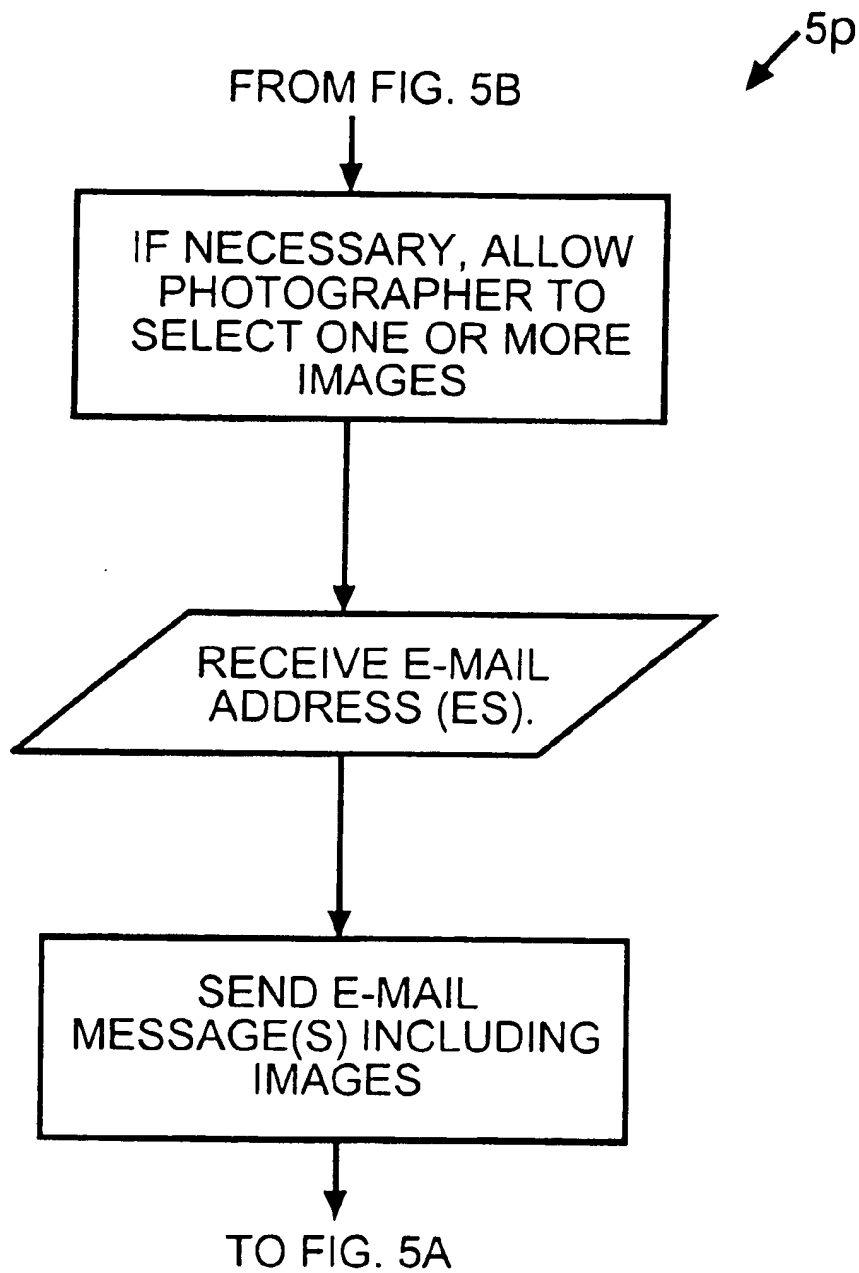 5p
FROM FIG. 5B
IF NECESSARY, ALLOW
PHOTOGRAPHER TO
SELECT ONE OR MORE
IMAGES
RECEIVE E-MAIL
ADDRESS (ES).
SEND E-MAIL
MESSAGE(S) INCLUDING
IMAGES
TO FIG. 5A